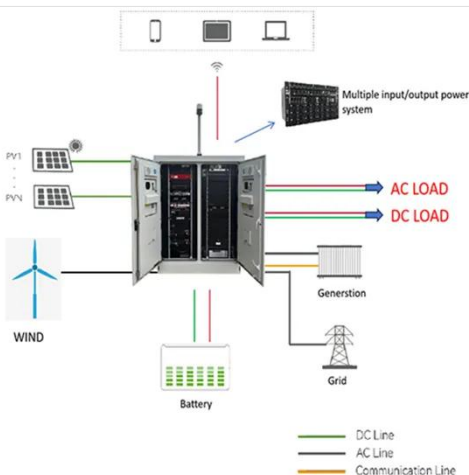 Multiple input/output power
system
PV1
PVN
AC LOAD
DC LOAD
Generstion
WIND
Grid
Battery
DC Line
AC Line
Communication Line